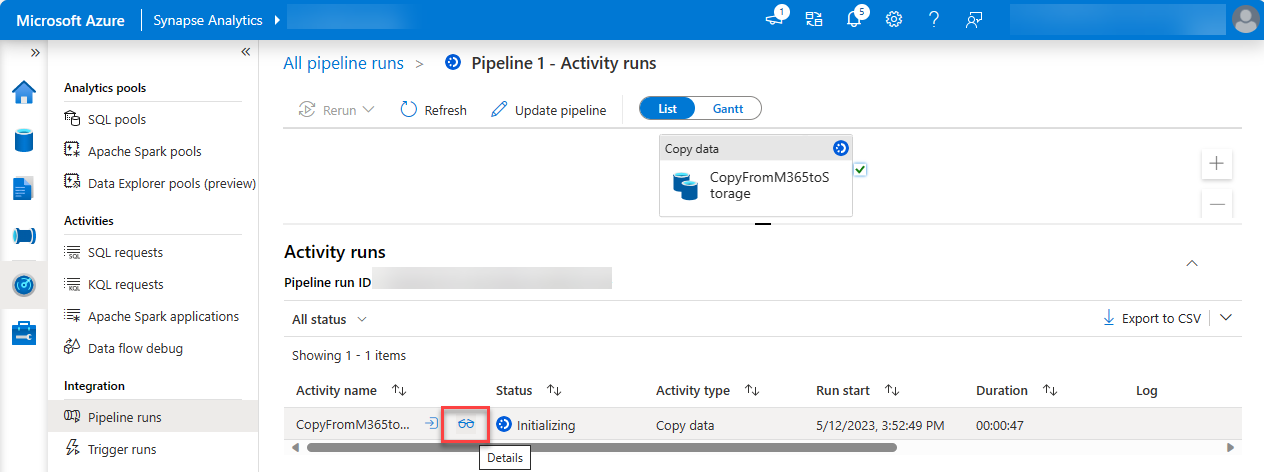 Microsoft Azure Synapse Analytics 1 5
All pipeline runs > Pipeline 1 - Activity runs
Analytics pools
SQL pools
Apache Spark pools
Data Explorer pools (preview)
Activities
SQL requests
KQL requests
Apache Spark applications
Data flow debug
Integration
Pipeline runs
Trigger runs
Rerun Refresh Update pipeline List Gantt
Copy data
CopyFromM365toS
torage
Activity runs
Pipeline run ID
All status Export to CSV
Showing 1 - 1 items
Activity name Status Activity type Run start Duration Log
CopyFromM365to... Initializing Copy data 5/12/2023, 3:52:49 PM 00:00:47
Details